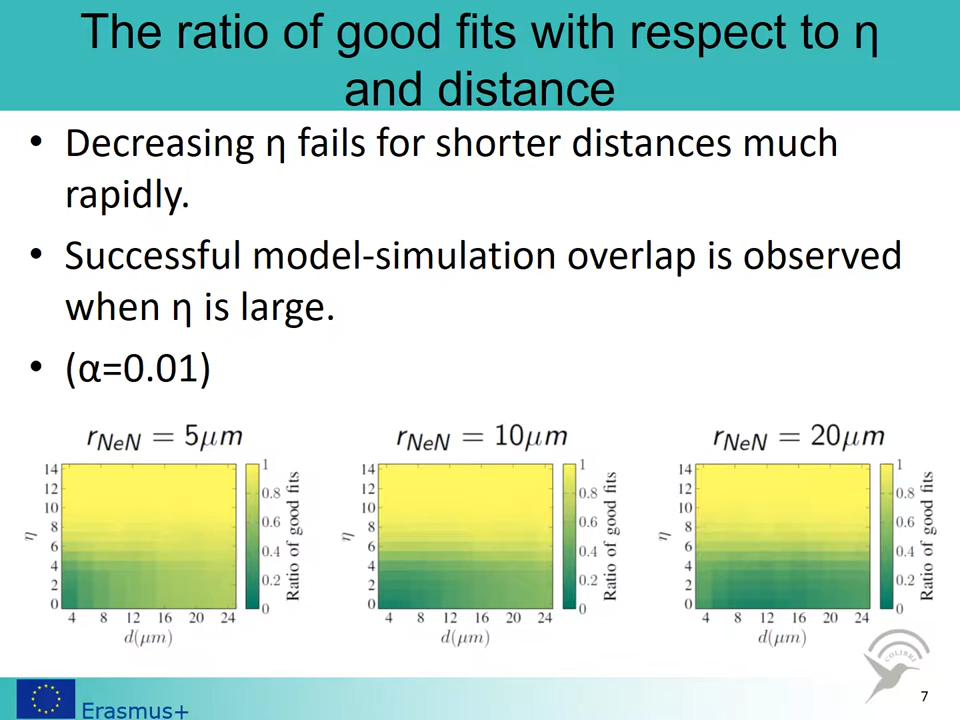 The ratio of good fits with respect to η
and distance
• Decreasing η fails for shorter distances much
rapidly.
• Successful model-simulation overlap is observed
when η is large.
• (α=0.01)
r_NeN = 5μm
14
12
10
8
6
4
2
0
η
4 8 12 16 20 24
d(μm)
1
0.8
0.6
0.4
0.2
0
Ratio of good fits
r_NeN = 10μm
14
12
10
8
6
4
2
0
η
4 8 12 16 20 24
d(μm)
1
0.8
0.6
0.4
0.2
0
Ratio of good fits
r_NeN = 20μm
14
12
10
8
6
4
2
0
η
4 8 12 16 20 24
d(μm)
1
0.8
0.6
0.4
0.2
0
Ratio of good fits
COLIBRI
Erasmus+
7